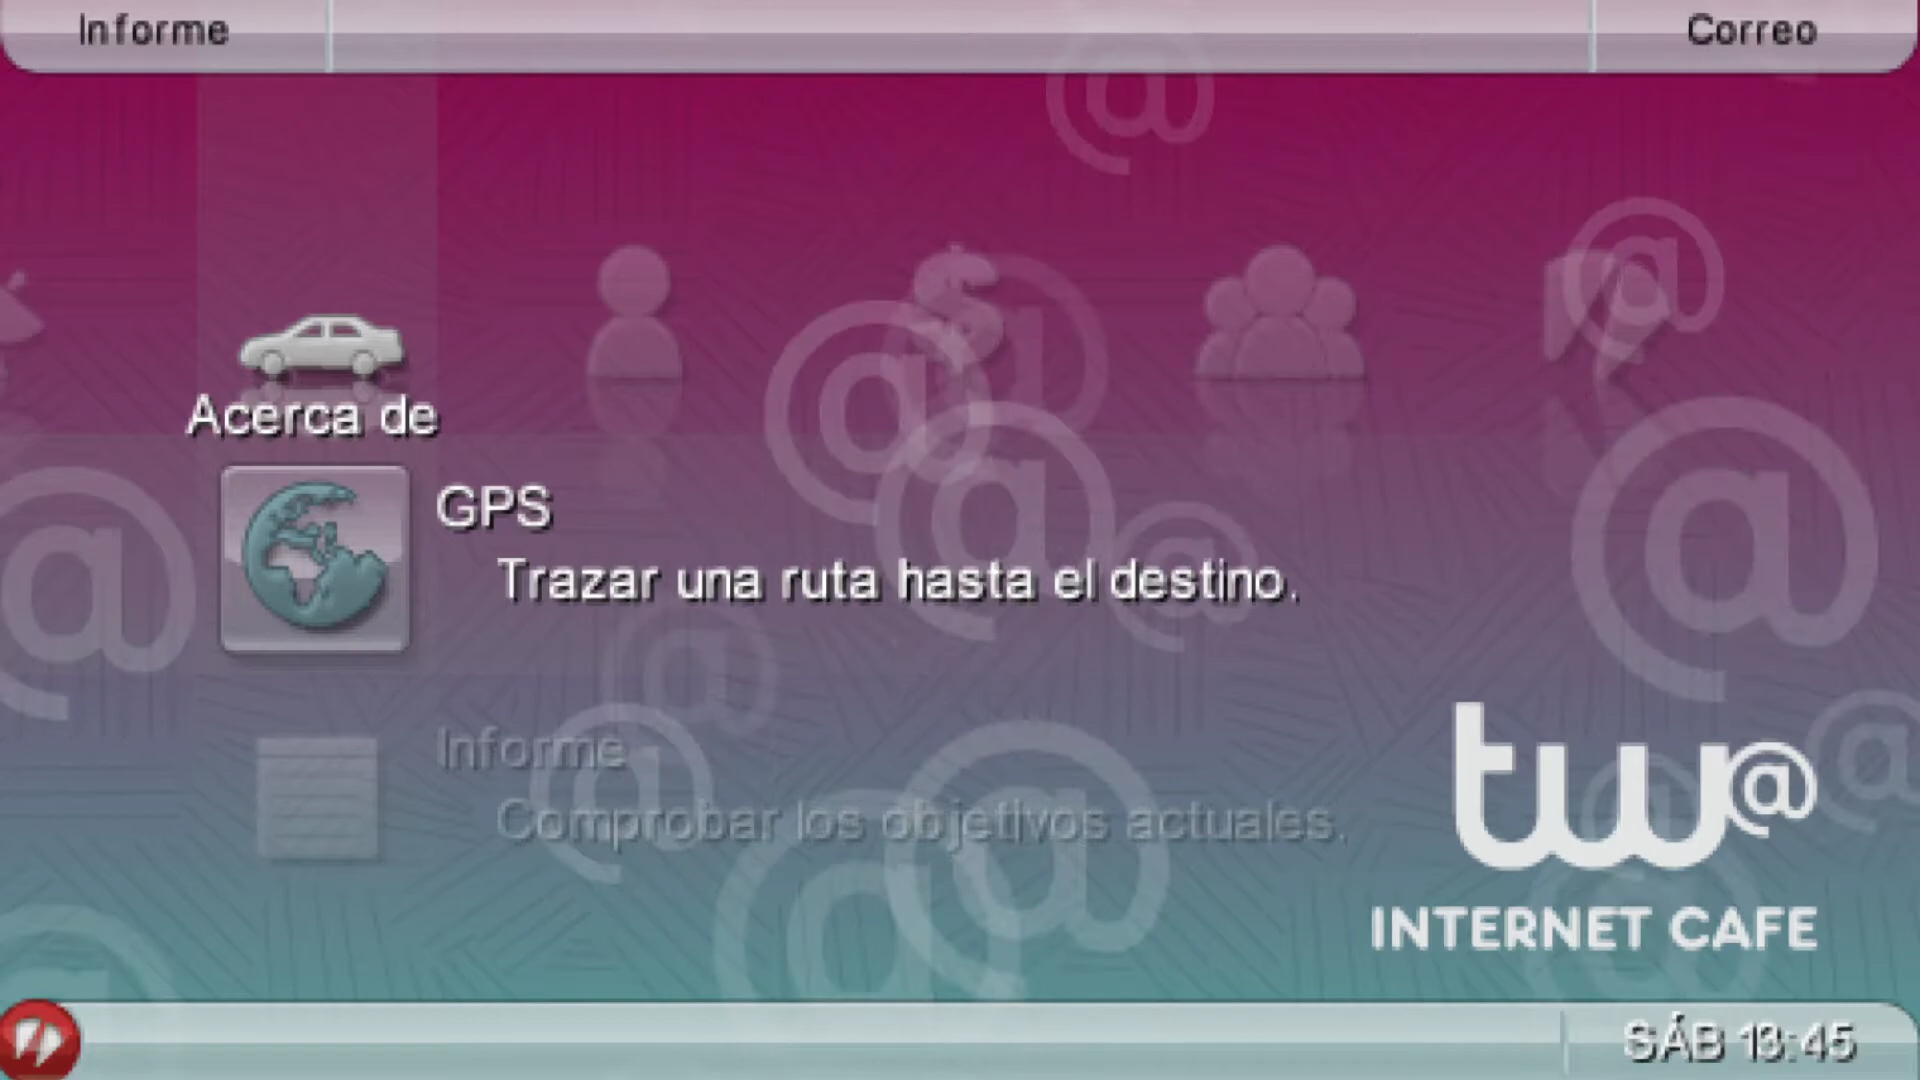 Informe
Correo
Acerca de
GPS
Trazar una ruta hasta el destino.
Informe
Comprobar los objetivos actuales.
tw@
INTERNET CAFE
SÁB 13:45